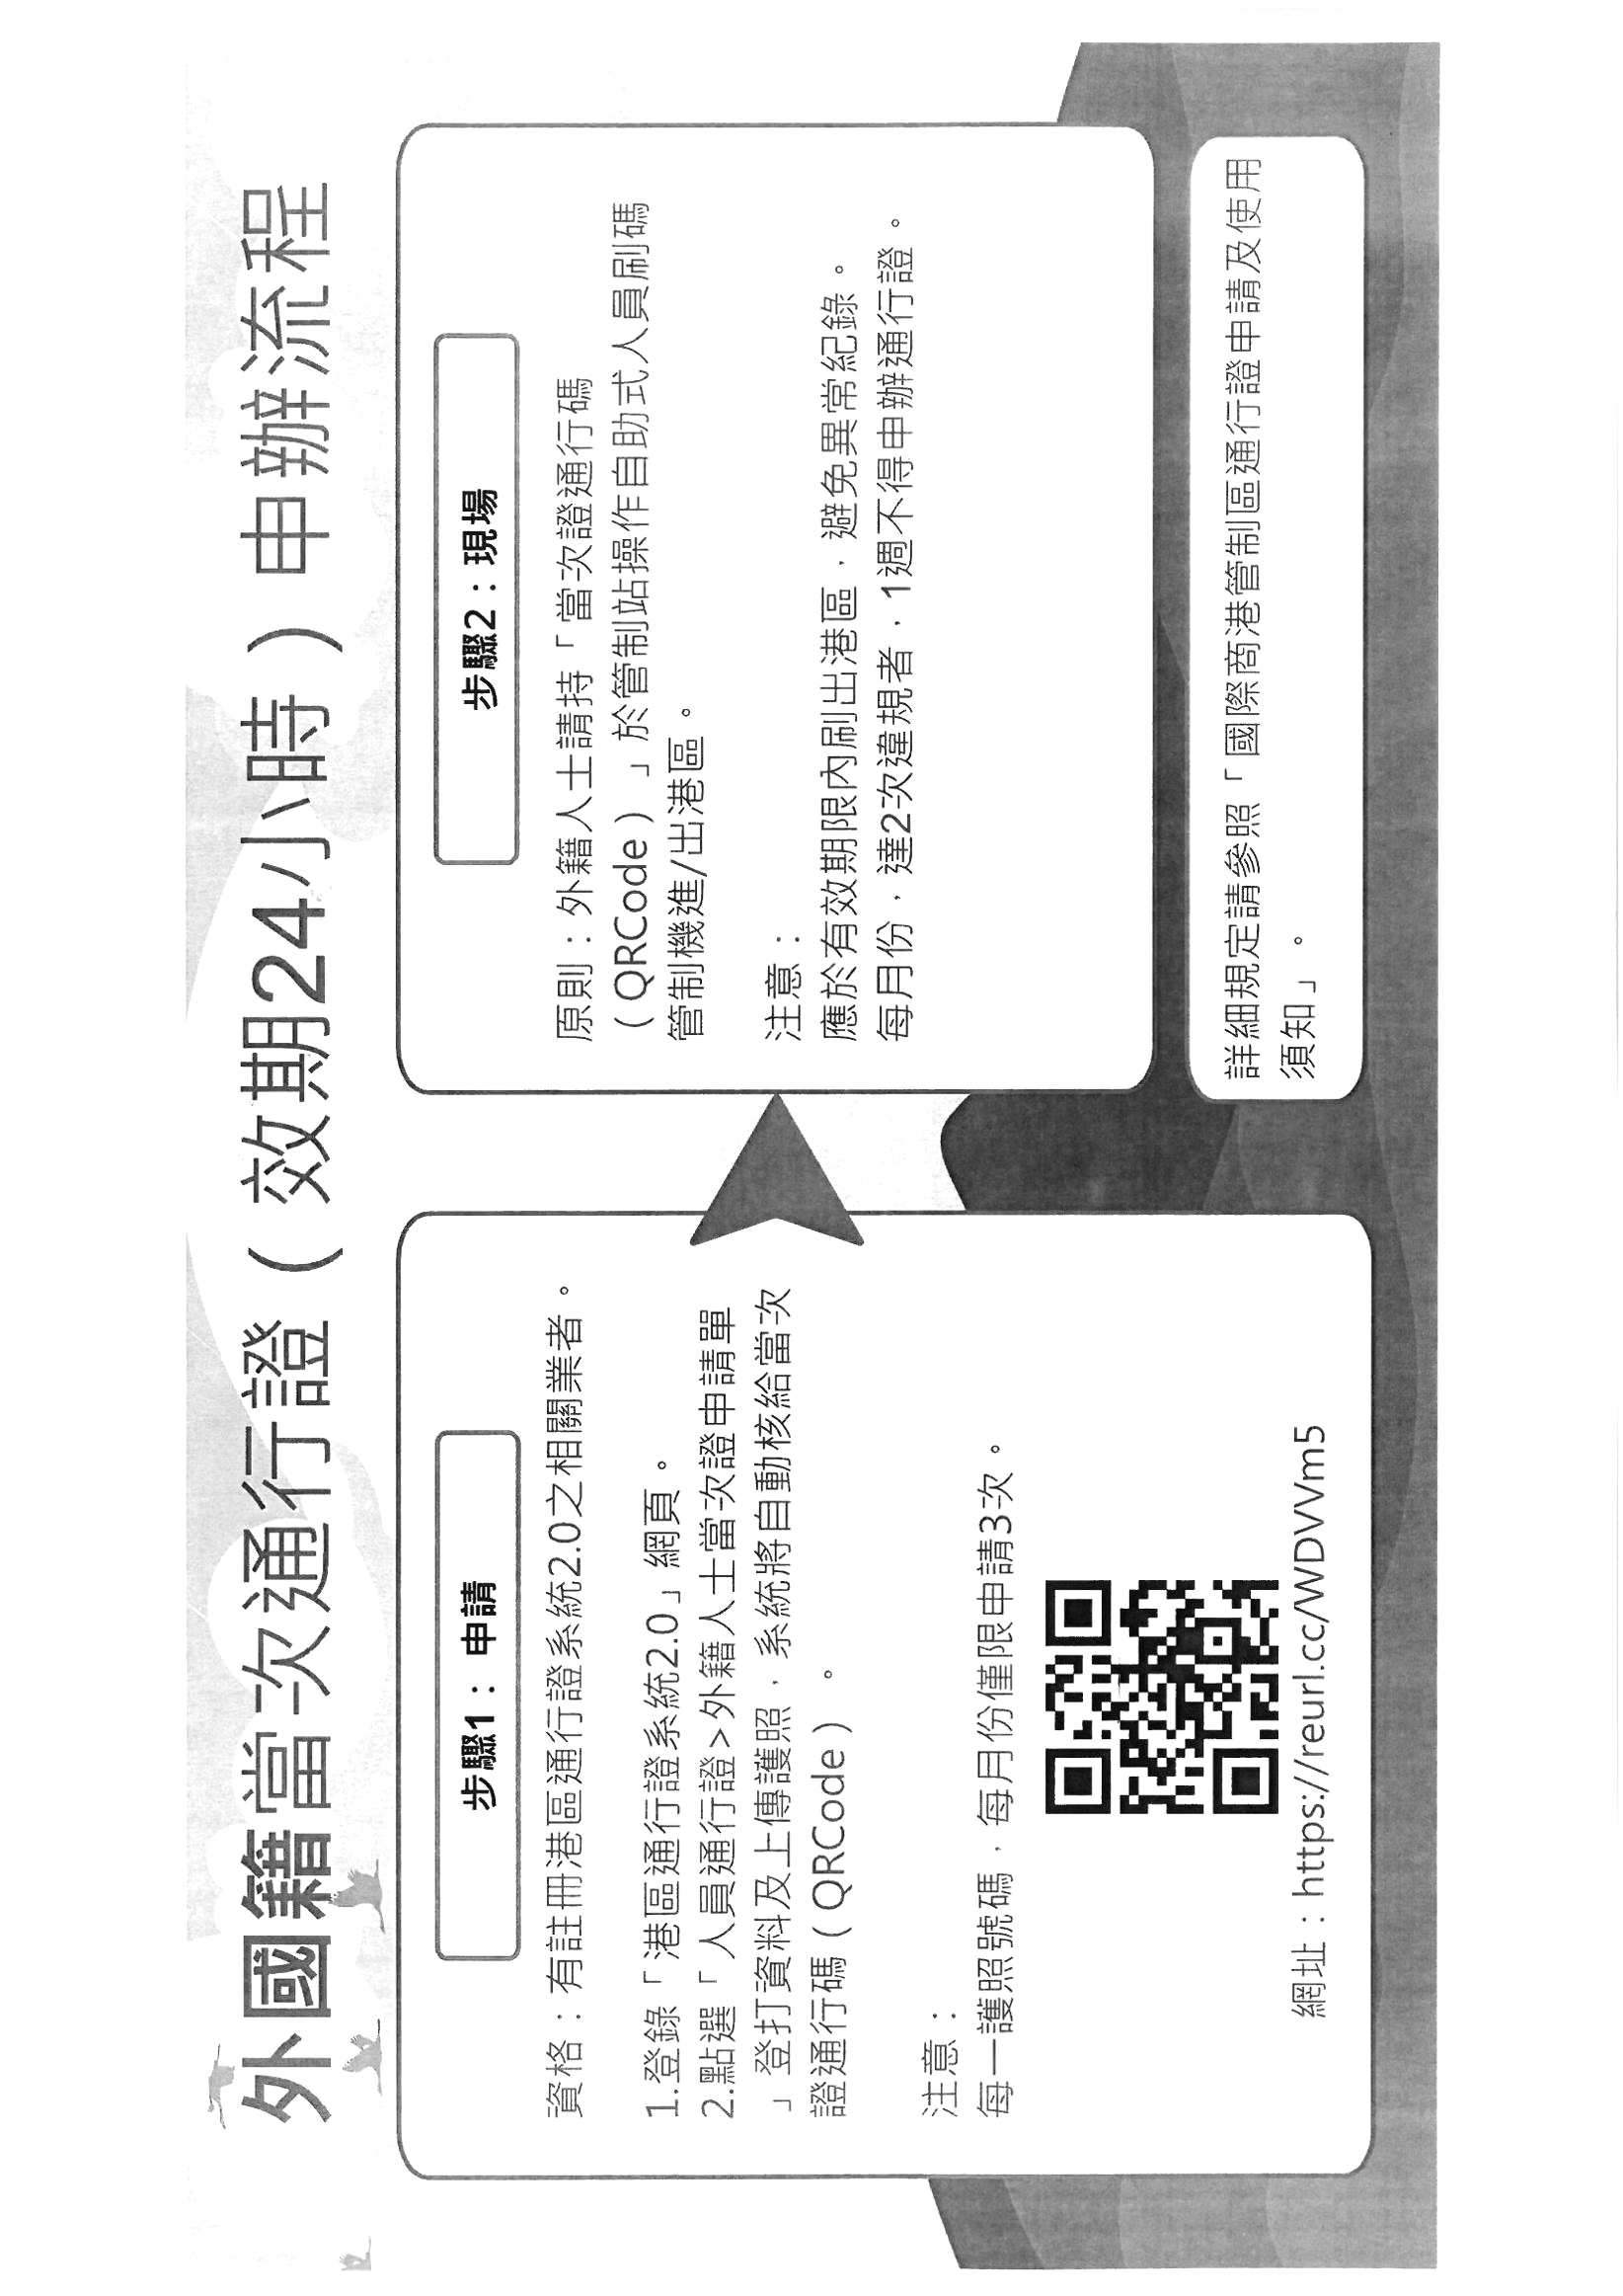 外國籍當次通行證（效期24小時）申辦流程
步驟1：申請
資格：有註冊港區通行證系統2.0之相關業者。
1.登錄「港區通行證系統2.0」網頁。
2.點選「人員通行證>外籍人士當次證申請單
」登打資料及上傳護照，系統將自動核給當次
證通行碼（QRCode）。
注意：
每一護照號碼，每月份僅限申請3次。
網址：https://reurl.cc/WDVVm5
步驟2：現場
原則：外籍人士請持「當次證通行碼
（QRCode）」於管制站操作自助式人員刷碼
管制機進/出港區。
注意：
應於有效期限內刷出港區，避免異常紀錄。
每月份，達2次違規者，1週不得申辦通行證。
詳細規定請參照「國際商港管制區通行證申請及使用
須知」。